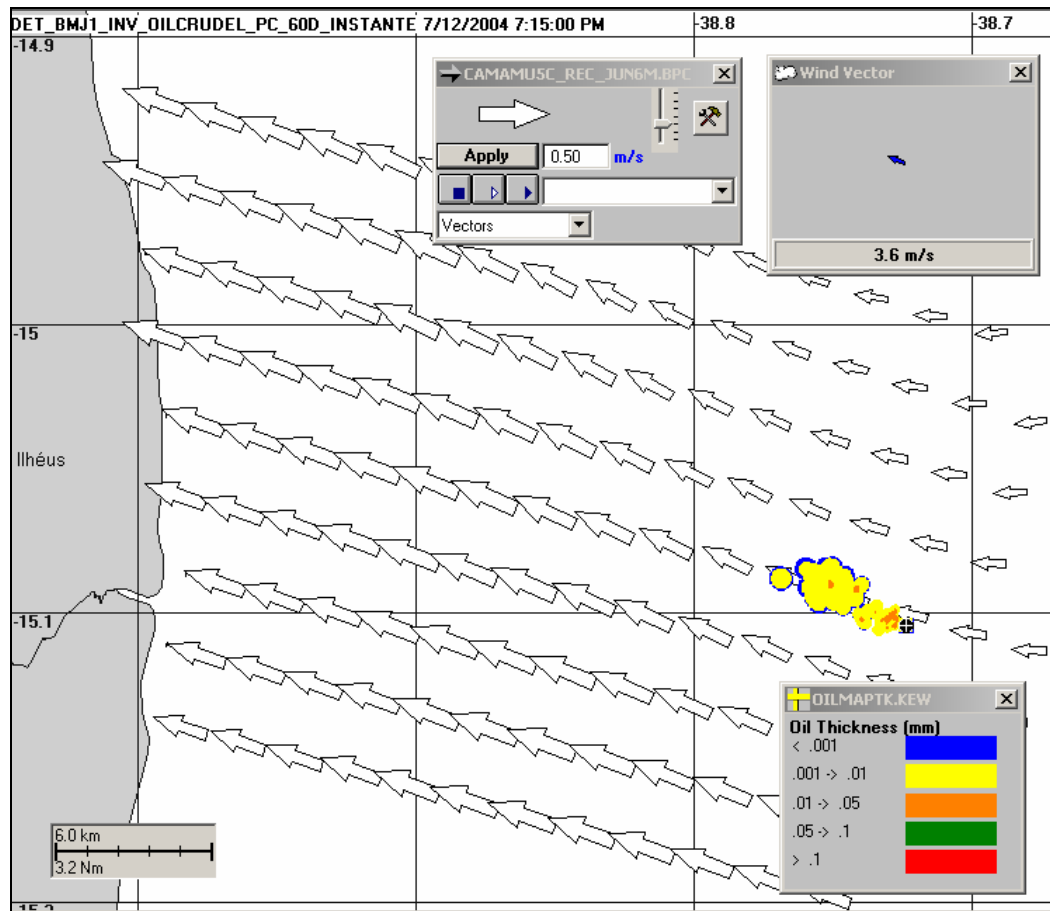 DET_BMJ1_INV_OILCRUDEL_PC_60D_INSTANTE 7/12/2004 7:15:00 PM
-38.8
-38.7
-14.9
CAMAMU5C_REC_JUN6M.BPC
Wind Vector
Apply
0.50
m/s
Vectors
3.6 m/s
-15
Ilhéus
-15.1
OILMAPTK.KEW
Oil Thickness (mm)
< .001
.001 -> .01
.01 -> .05
.05 -> .1
> .1
6.0 km
3.2 Nm
-15.2